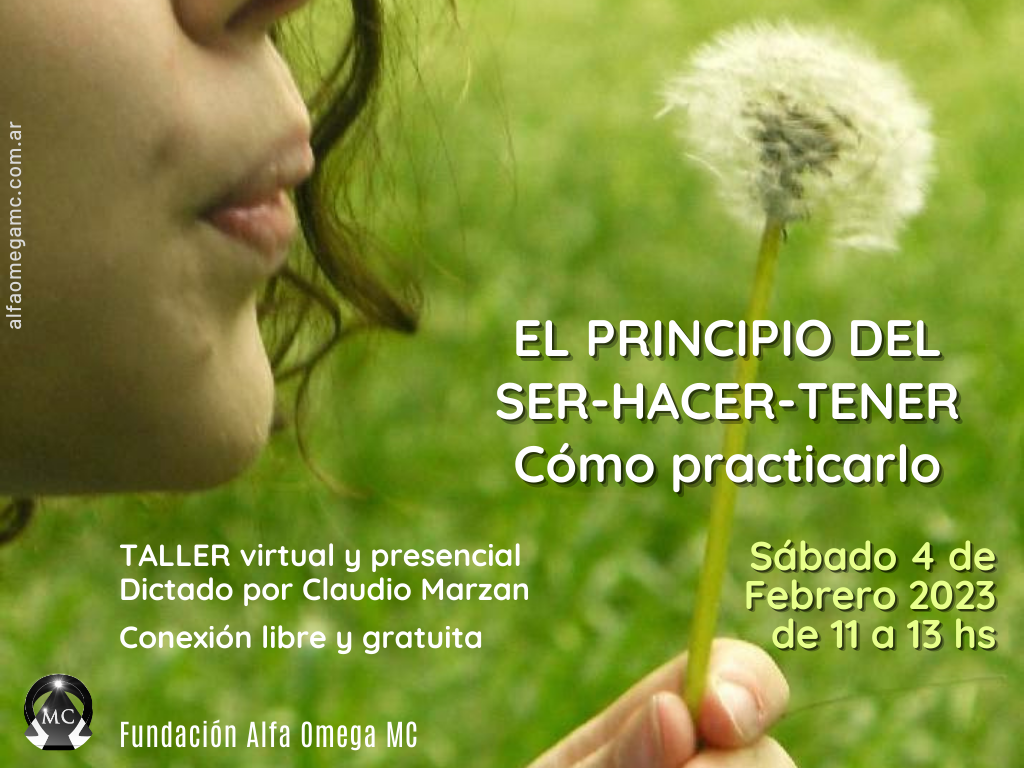 alfaomegamc.com.ar
EL PRINCIPIO DEL
SER-HACER-TENER
Cómo practicarlo
TALLER virtual y presencial
Dictado por Claudio Marzan
Conexión libre y gratuita
Sábado 4 de
Febrero 2023
de 11 a 13 hs
MC
Fundación Alfa Omega MC